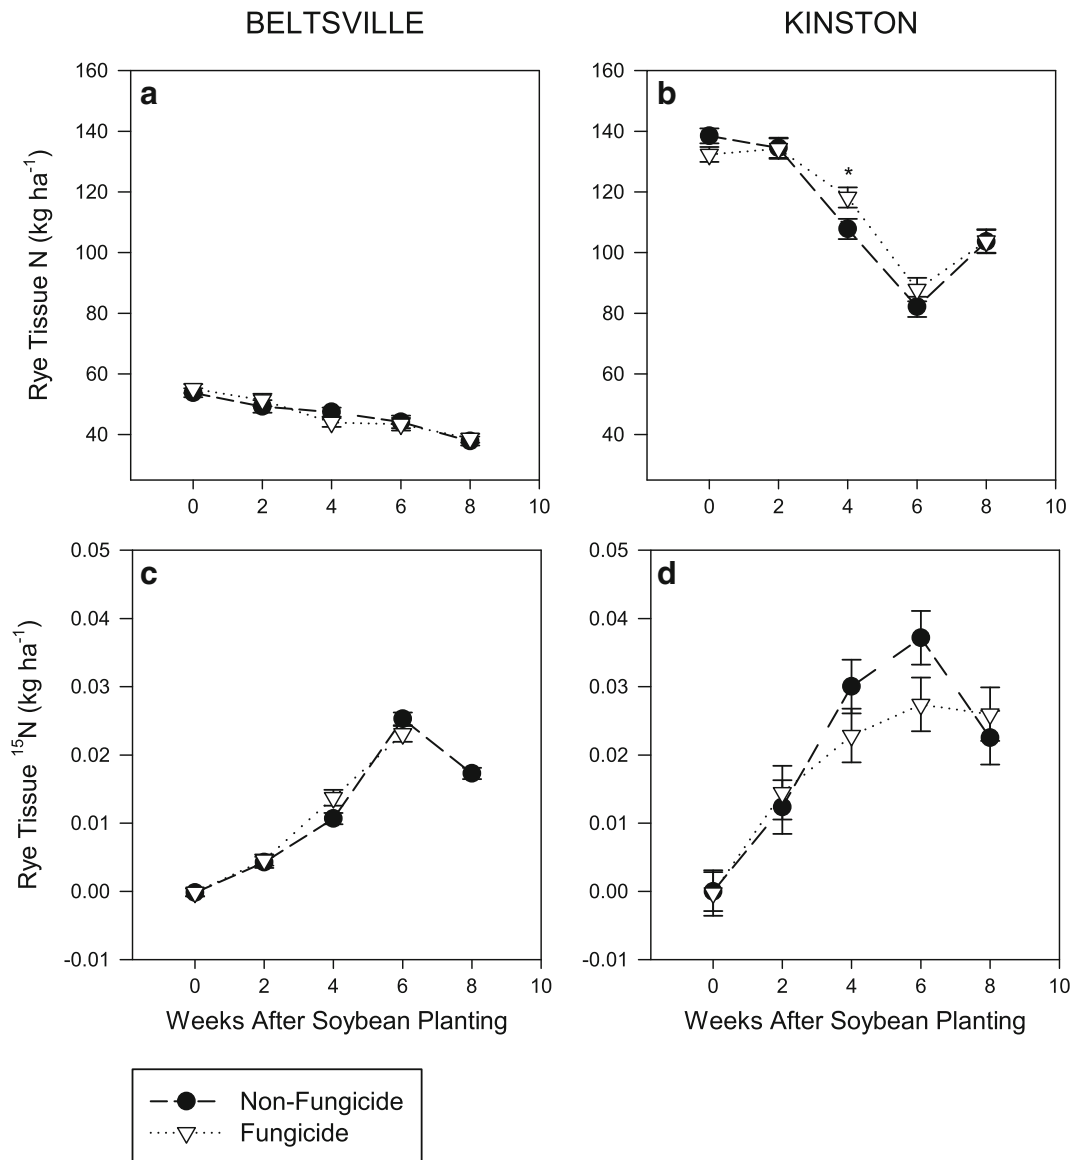 BELTSVILLE
KINSTON
Rye Tissue N (kg ha⁻¹)
a
160
140
120
100
80
60
40
0 2 4 6 8 10
b
*
160
140
120
100
80
60
40
0 2 4 6 8 10
Rye Tissue ¹⁵N (kg ha⁻¹)
c
0.05
0.04
0.03
0.02
0.01
0.00
-0.01
0 2 4 6 8 10
Weeks After Soybean Planting
d
0.05
0.04
0.03
0.02
0.01
0.00
-0.01
0 2 4 6 8 10
Weeks After Soybean Planting
Non-Fungicide
Fungicide